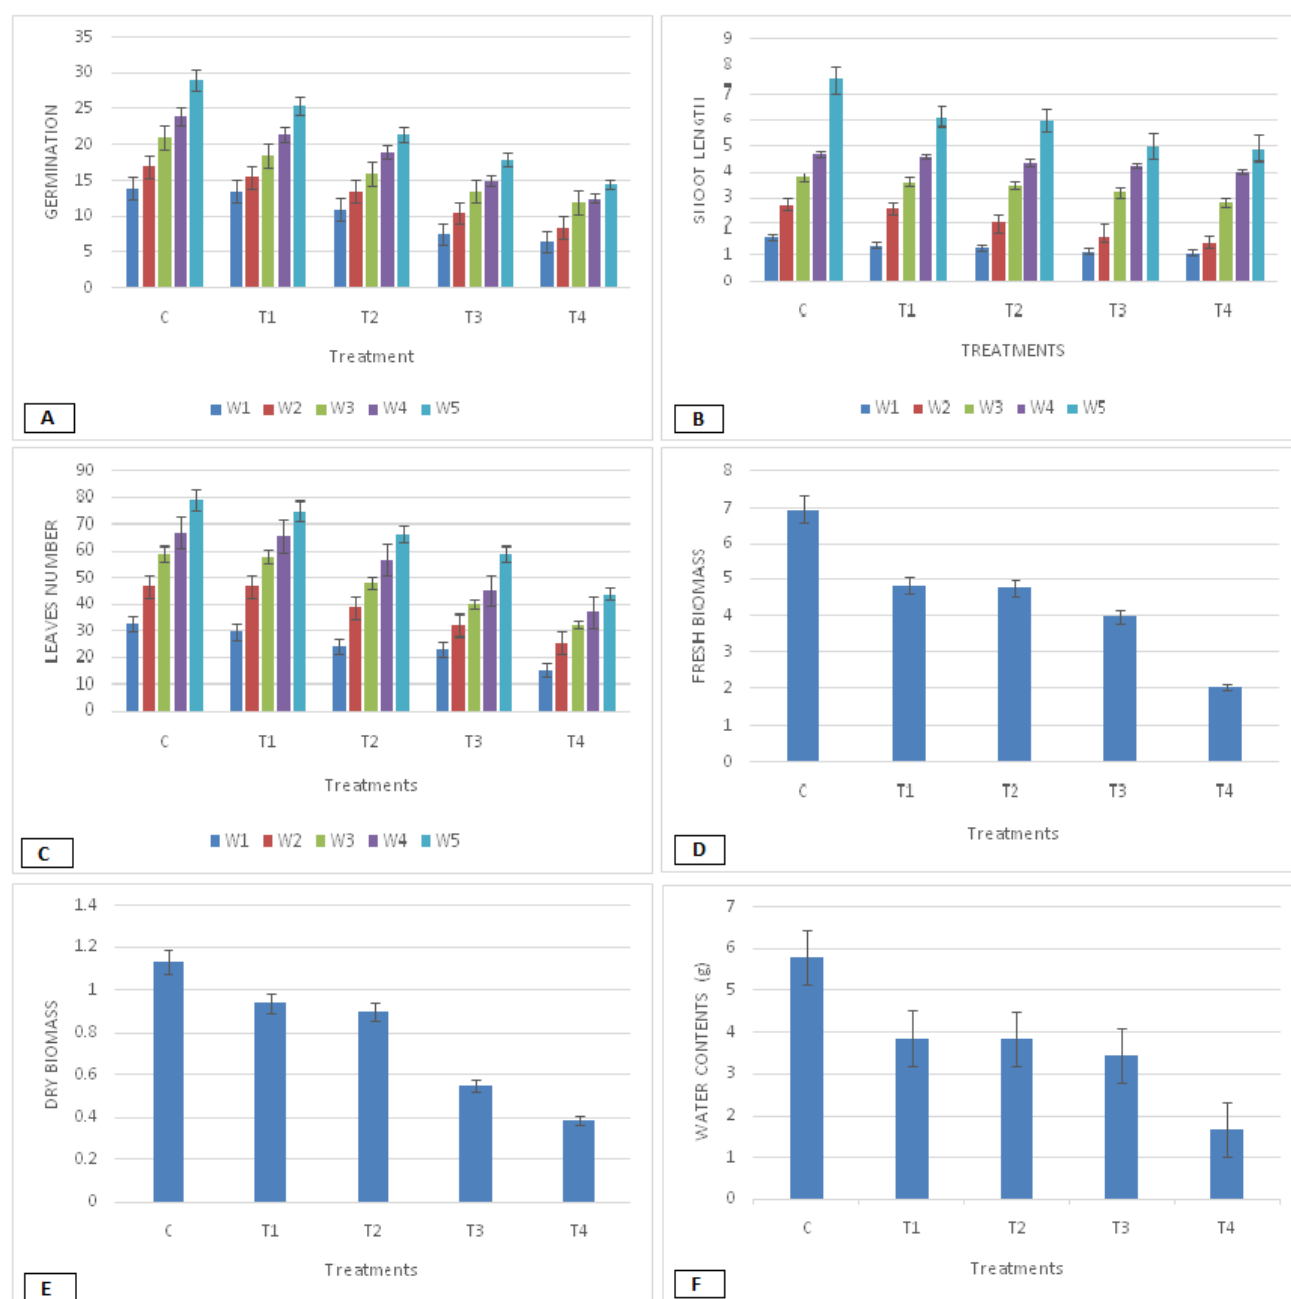 35
30
25
20
15
10
5
0
GERMINATION
C T1 T2 T3 T4
Treatment
W1 W2 W3 W4 W5
A
9
8
7
6
5
4
3
2
1
0
SHOOT LENGTH
C T1 T2 T3 T4
TREATMENTS
W1 W2 W3 W4 W5
B
90
80
70
60
50
40
30
20
10
0
LEAVES NUMBER
C T1 T2 T3 T4
Treatments
W1 W2 W3 W4 W5
C
8
7
6
5
4
3
2
1
0
FRESH BIOMASS
C T1 T2 T3 T4
Treatments
D
1.4
1.2
1
0.8
0.6
0.4
0.2
0
DRY BIOMASS
C T1 T2 T3 T4
Treatments
E
7
6
5
4
3
2
1
0
WATER CONTENTS (g)
C T1 T2 T3 T4
Treatments
F